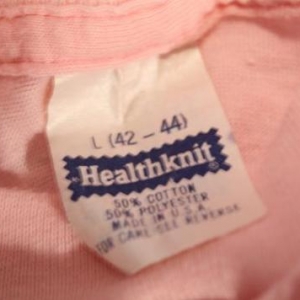 L (42 - 44)
Healthknit
50% COTTON
50% POLYESTER
MADE IN U.S.A.
FOR CARE SEE REVERSE